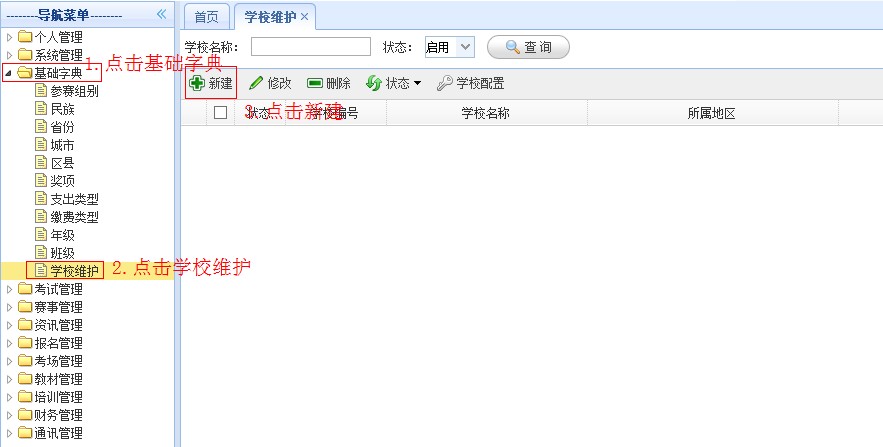 --------导航菜单--------
首页
学校维护
个人管理
系统管理
基础字典
参赛组别
民族
省份
城市
区县
奖项
支出类型
缴费类型
年级
班级
学校维护
考试管理
赛事管理
资讯管理
报名管理
考场管理
教材管理
培训管理
财务管理
通讯管理
1.点击基础字典
2.点击学校维护
学校名称： 状态： 启用 查 询
新建 修改 删除 状态 学校配置
3.点击新建
状态 学校编号 学校名称 所属地区